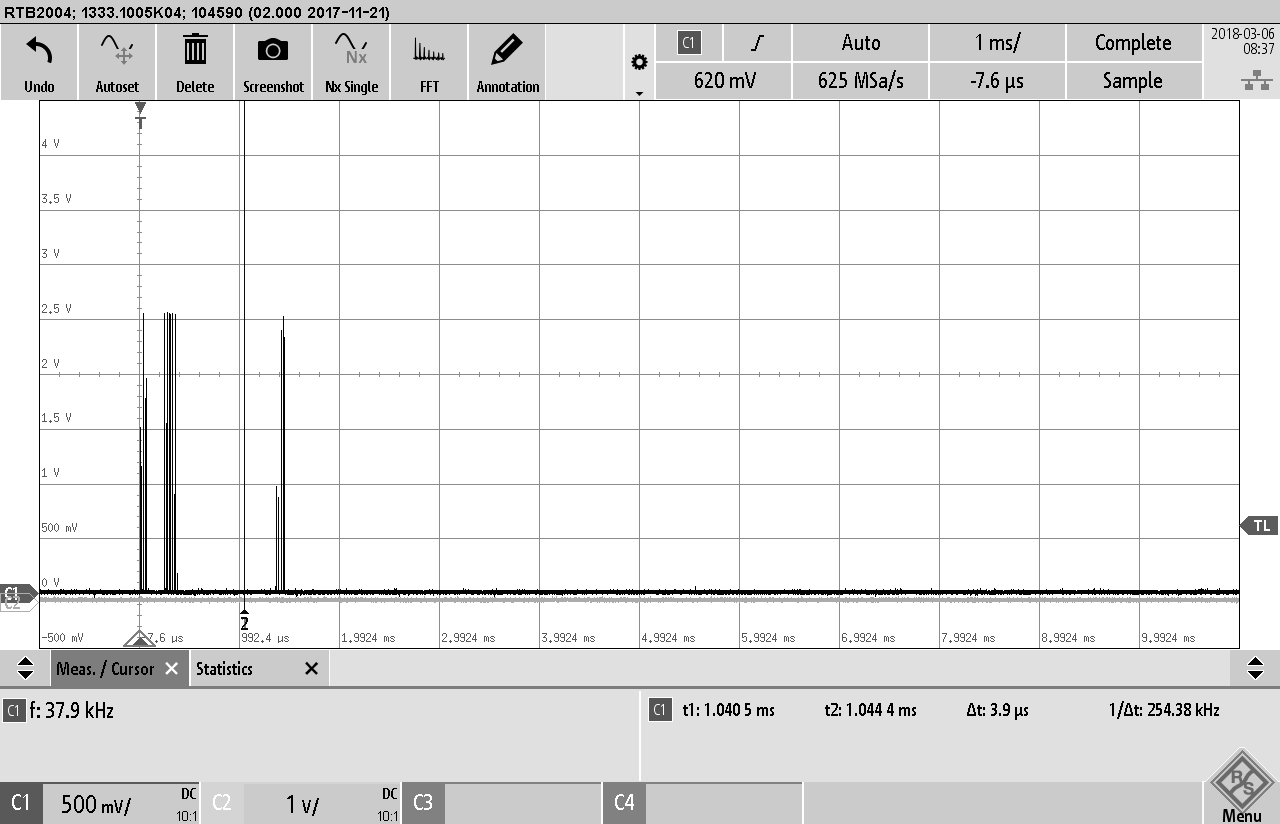 RTB2004; 1333.1005K04; 104590 (02.000 2017-11-21)
Undo
Autoset
Delete
Screenshot
Nx
Nx Single
FFT
Annotation
C1
Auto
1 ms/
Complete
620 mV
625 MSa/s
-7.6 µs
Sample
2018-03-06
08:37
T
4 V
3.5 V
3 V
2.5 V
2 V
1.5 V
1 V
500 mV
0 V
-500 mV
TL
C1
C2
2
7.6 µs
992.4 µs
1.9924 ms
2.9924 ms
3.9924 ms
4.9924 ms
5.9924 ms
6.9924 ms
7.9924 ms
8.9924 ms
9.9924 ms
Meas. / Cursor
Statistics
C1 f: 37.9 kHz
C1 t1: 1.040 5 ms t2: 1.044 4 ms Δt: 3.9 µs 1/Δt: 254.38 kHz
C1 500 mV/ DC 10:1
C2 1 V/ DC 10:1
C3
C4
R S
Menu